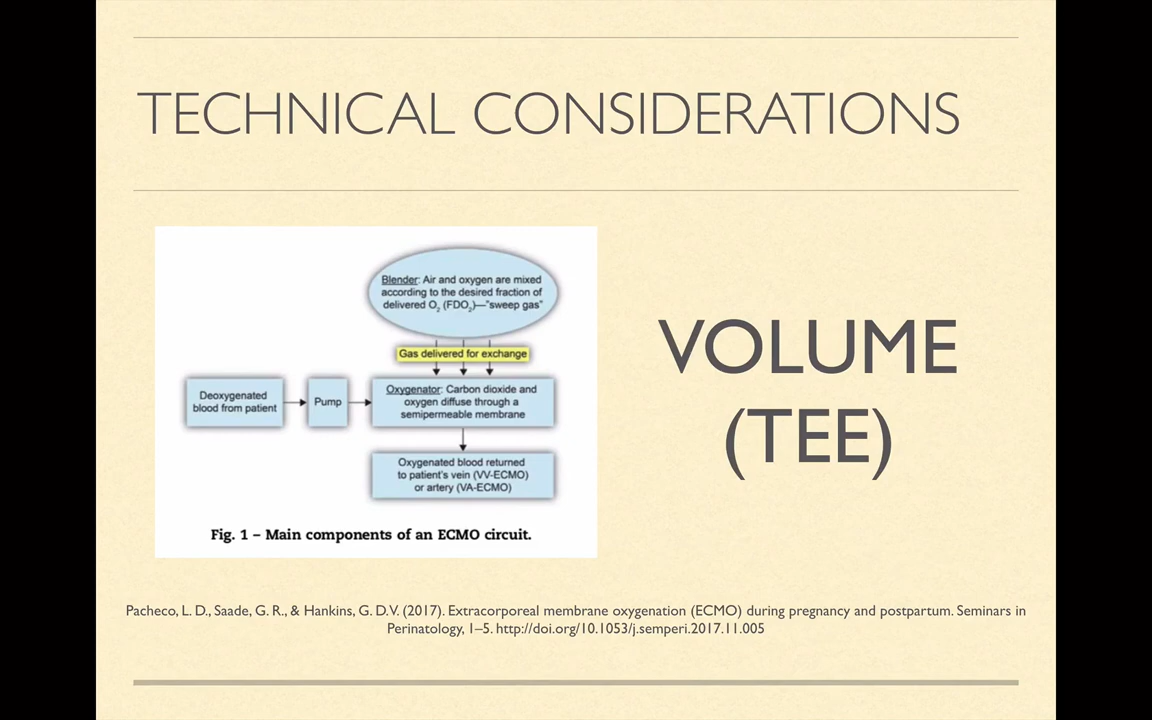 TECHNICAL CONSIDERATIONS
Blender: Air and oxygen are mixed
according to the desired fraction of
delivered O₂ (FDO₂)—"sweep gas"
Gas delivered for exchange
Deoxygenated
blood from patient
Pump
Oxygenator: Carbon dioxide and
oxygen diffuse through a
semipermeable membrane
Oxygenated blood returned
to patient's vein (VV-ECMO)
or artery (VA-ECMO)
Fig. 1 – Main components of an ECMO circuit.
VOLUME
(TEE)
Pacheco, L. D., Saade, G. R., & Hankins, G. D.V. (2017). Extracorporeal membrane oxygenation (ECMO) during pregnancy and postpartum. Seminars in
Perinatology, 1–5. http://doi.org/10.1053/j.semperi.2017.11.005